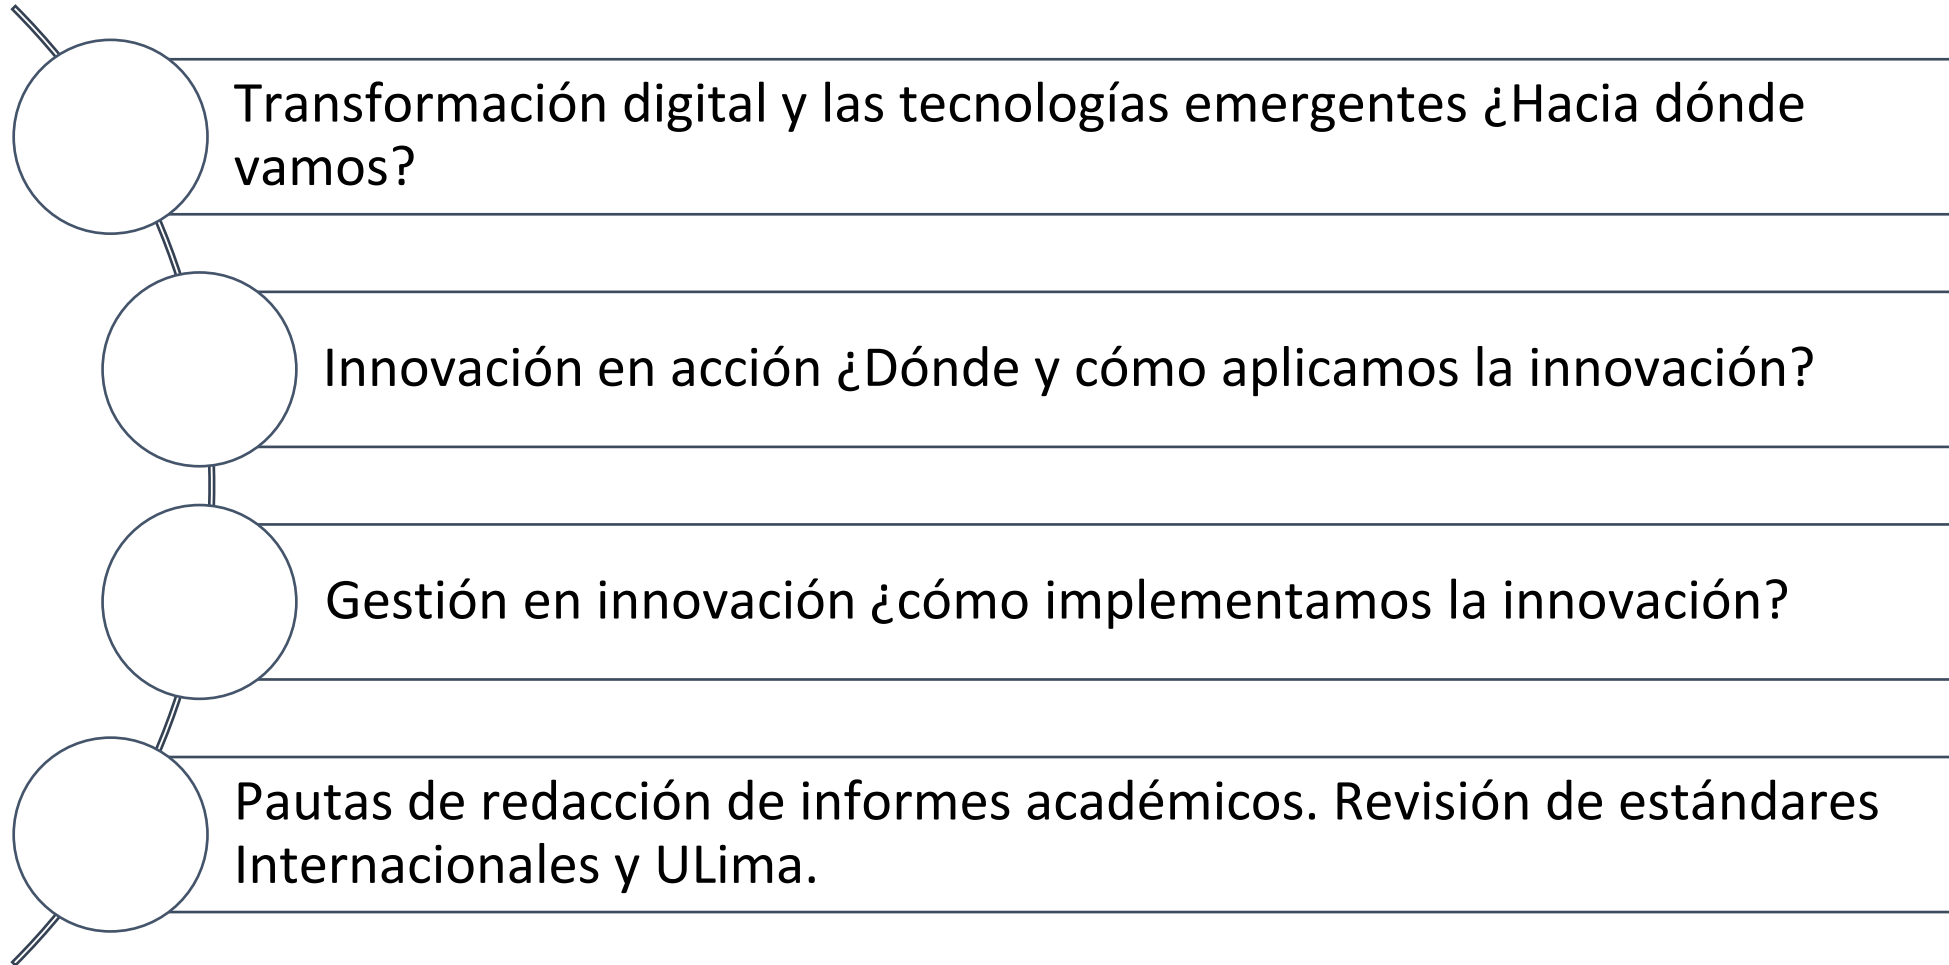 Transformación digital y las tecnologías emergentes ¿Hacia dónde
vamos?
Innovación en acción ¿Dónde y cómo aplicamos la innovación?
Gestión en innovación ¿cómo implementamos la innovación?
Pautas de redacción de informes académicos. Revisión de estándares
Internacionales y ULima.